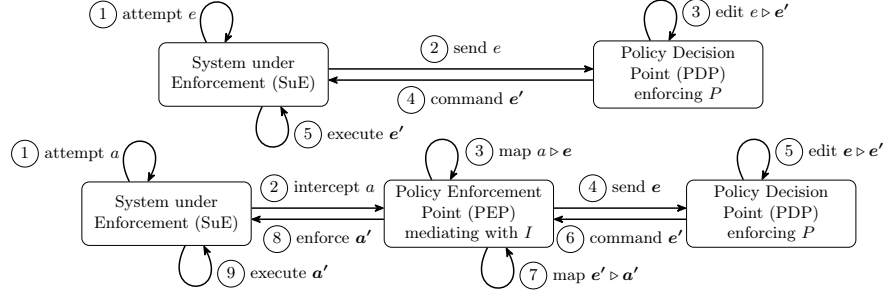 1 attempt e
2 send e
3 edit e ▷ e′
System under
Enforcement (SuE)
Policy Decision
Point (PDP)
enforcing P
4 command e′
5 execute e′
1 attempt a
2 intercept a
3 map a ▷ e
4 send e
5 edit e ▷ e′
System under
Enforcement (SuE)
Policy Enforcement
Point (PEP)
mediating with I
Policy Decision
Point (PDP)
enforcing P
8 enforce a′
6 command e′
9 execute a′
7 map e′ ▷ a′